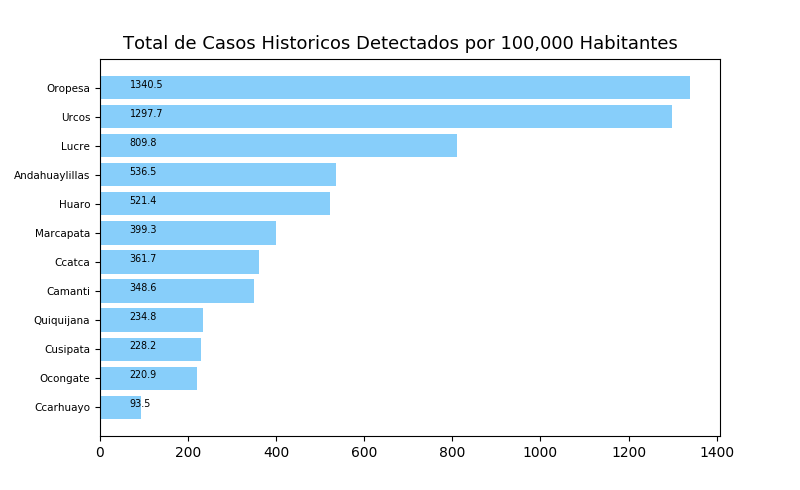 Total de Casos Historicos Detectados por 100,000 Habitantes
Oropesa 1340.5
Urcos 1297.7
Lucre 809.8
Andahuaylillas 536.5
Huaro 521.4
Marcapata 399.3
Ccatca 361.7
Camanti 348.6
Quiquijana 234.8
Cusipata 228.2
Ocongate 220.9
Ccarhuayo 93.5
0 200 400 600 800 1000 1200 1400